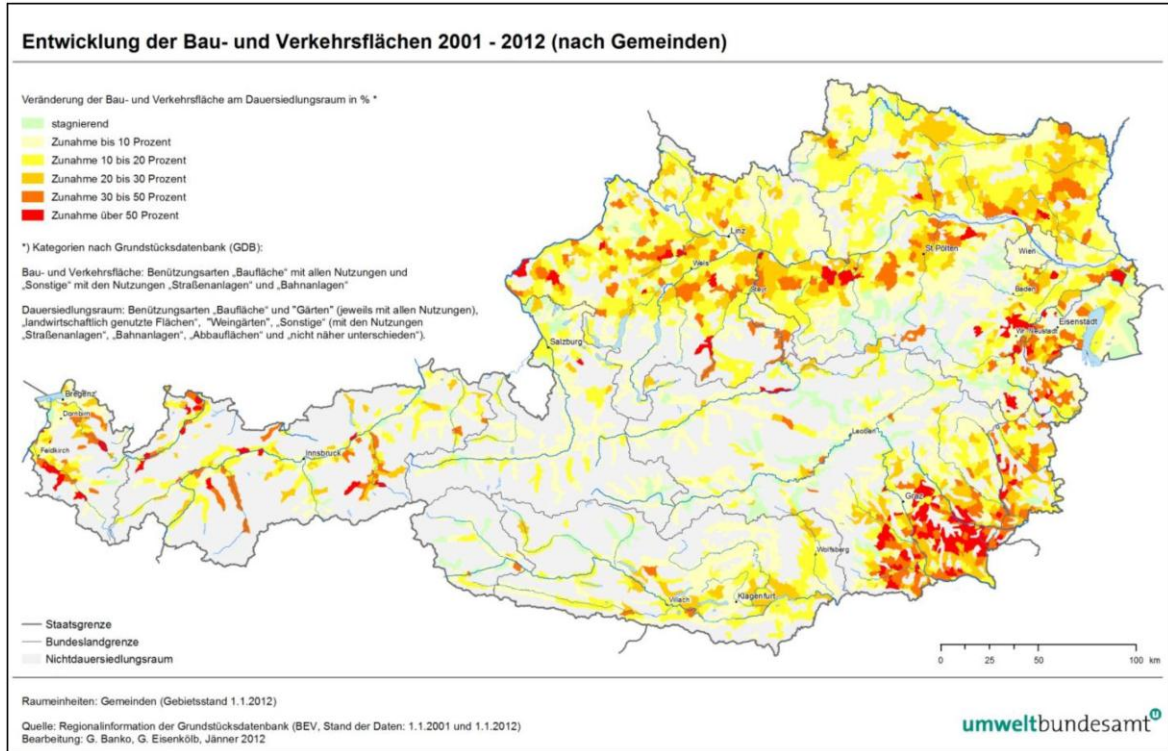 Entwicklung der Bau- und Verkehrsflächen 2001 - 2012 (nach Gemeinden)
Veränderung der Bau- und Verkehrsfläche am Dauersiedlungsraum in % *
stagnierend
Zunahme bis 10 Prozent
Zunahme 10 bis 20 Prozent
Zunahme 20 bis 30 Prozent
Zunahme 30 bis 50 Prozent
Zunahme über 50 Prozent
*) Kategorien nach Grundstücksdatenbank (GDB):
Bau- und Verkehrsfläche: Benützungsarten „Baufläche“ mit allen Nutzungen und
„Sonstige“ mit den Nutzungen „Straßenanlagen“ und „Bahnanlagen“
Dauersiedlungsraum: Benützungsarten „Baufläche“ und "Gärten" (jeweils mit allen Nutzungen),
„landwirtschaftlich genutzte Flächen“, "Weingärten", „Sonstige“ (mit den Nutzungen
„Straßenanlagen“, „Bahnanlagen“, „Abbauflächen“ und „nicht näher unterschieden“).
Linz
Wels
Steyr
St Pölten
Wien
Baden
Eisenstadt
Wr. Neustadt
Salzburg
Bregenz
Dornbirn
Feldkirch
Innsbruck
Leoben
Graz
Wolfsberg
Villach
Klagenfurt
Staatsgrenze
Bundeslandgrenze
Nichtdauersiedlungsraum
0 25 50 100 km
Raumeinheiten: Gemeinden (Gebietsstand 1.1.2012)
Quelle: Regionalinformation der Grundstücksdatenbank (BEV, Stand der Daten: 1.1.2001 und 1.1.2012)
Bearbeitung: G. Banko, G. Eisenkölb, Jänner 2012
umweltbundesamt u